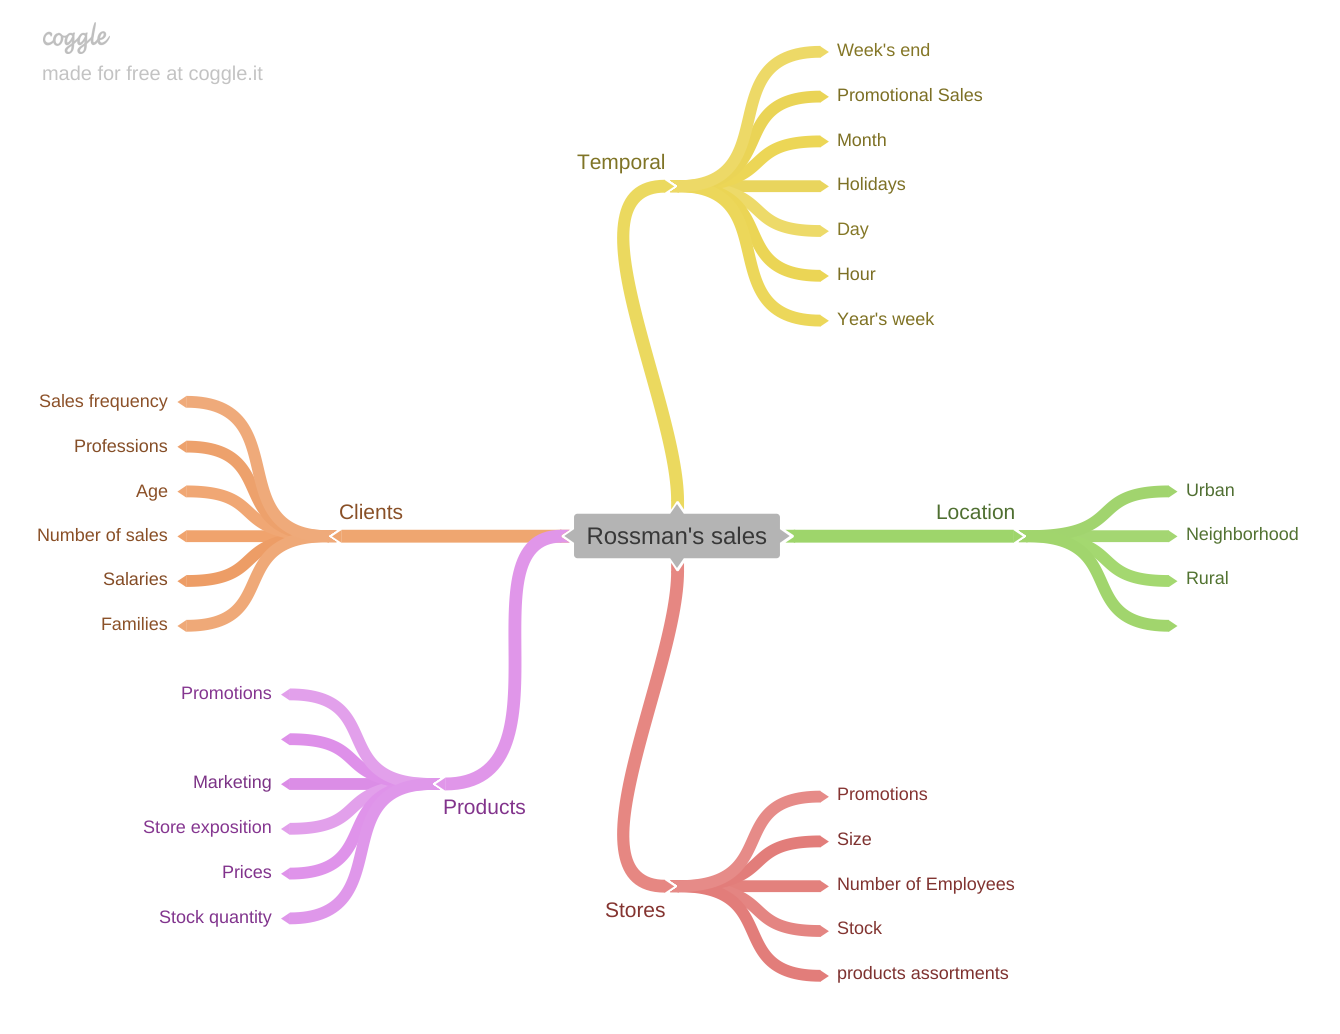 coggle
made for free at coggle.it
Temporal
Week's end
Promotional Sales
Month
Holidays
Day
Hour
Year's week
Clients
Sales frequency
Professions
Age
Number of sales
Salaries
Families
Rossman's sales
Location
Urban
Neighborhood
Rural
Products
Promotions
Marketing
Store exposition
Prices
Stock quantity
Stores
Promotions
Size
Number of Employees
Stock
products assortments